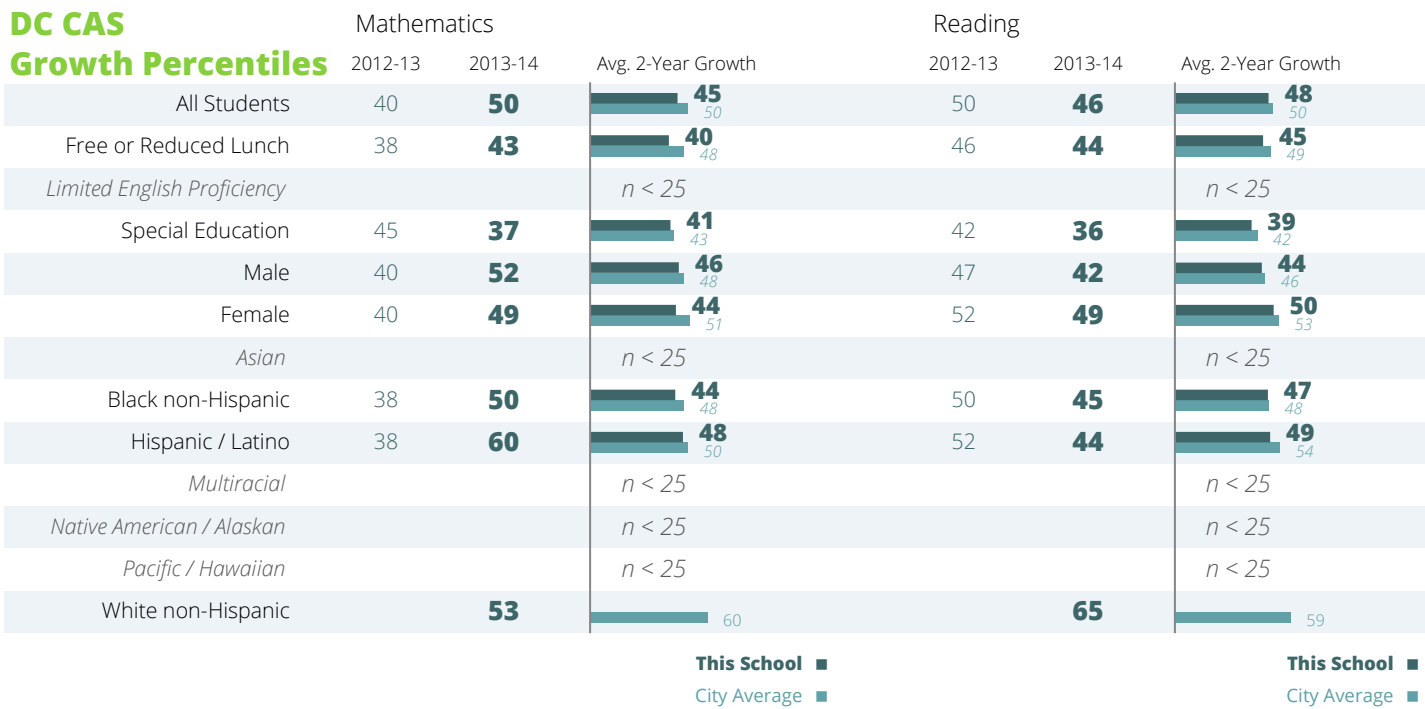 DC CAS
Growth Percentiles
Mathematics Reading
2012-13 2013-14 Avg. 2-Year Growth 2012-13 2013-14 Avg. 2-Year Growth
All Students 40 50 45 50 50 46 48 50
Free or Reduced Lunch 38 43 40 48 46 44 45 49
Limited English Proficiency n < 25 n < 25
Special Education 45 37 41 43 42 36 39 42
Male 40 52 46 48 47 42 44 46
Female 40 49 44 51 52 49 50 53
Asian n < 25 n < 25
Black non-Hispanic 38 50 44 48 50 45 47 48
Hispanic / Latino 38 60 48 50 52 44 49 54
Multiracial n < 25 n < 25
Native American / Alaskan n < 25 n < 25
Pacific / Hawaiian n < 25 n < 25
White non-Hispanic 53 60 65 59
This School This School
City Average City Average